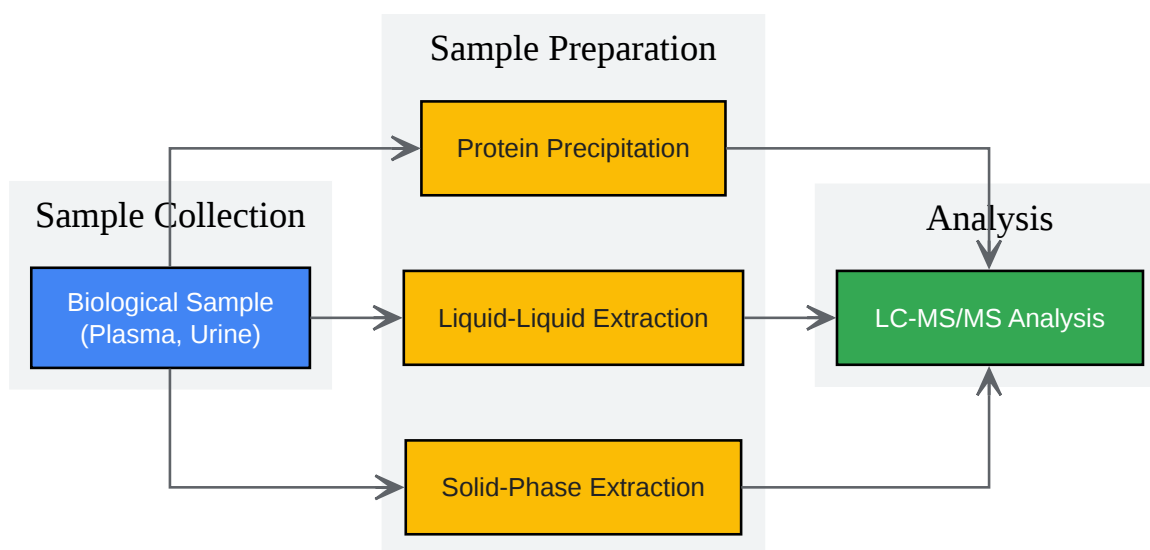 Sample Preparation
Protein Precipitation
Sample Collection
Biological Sample
(Plasma, Urine)
Liquid-Liquid Extraction
Solid-Phase Extraction
Analysis
LC-MS/MS Analysis